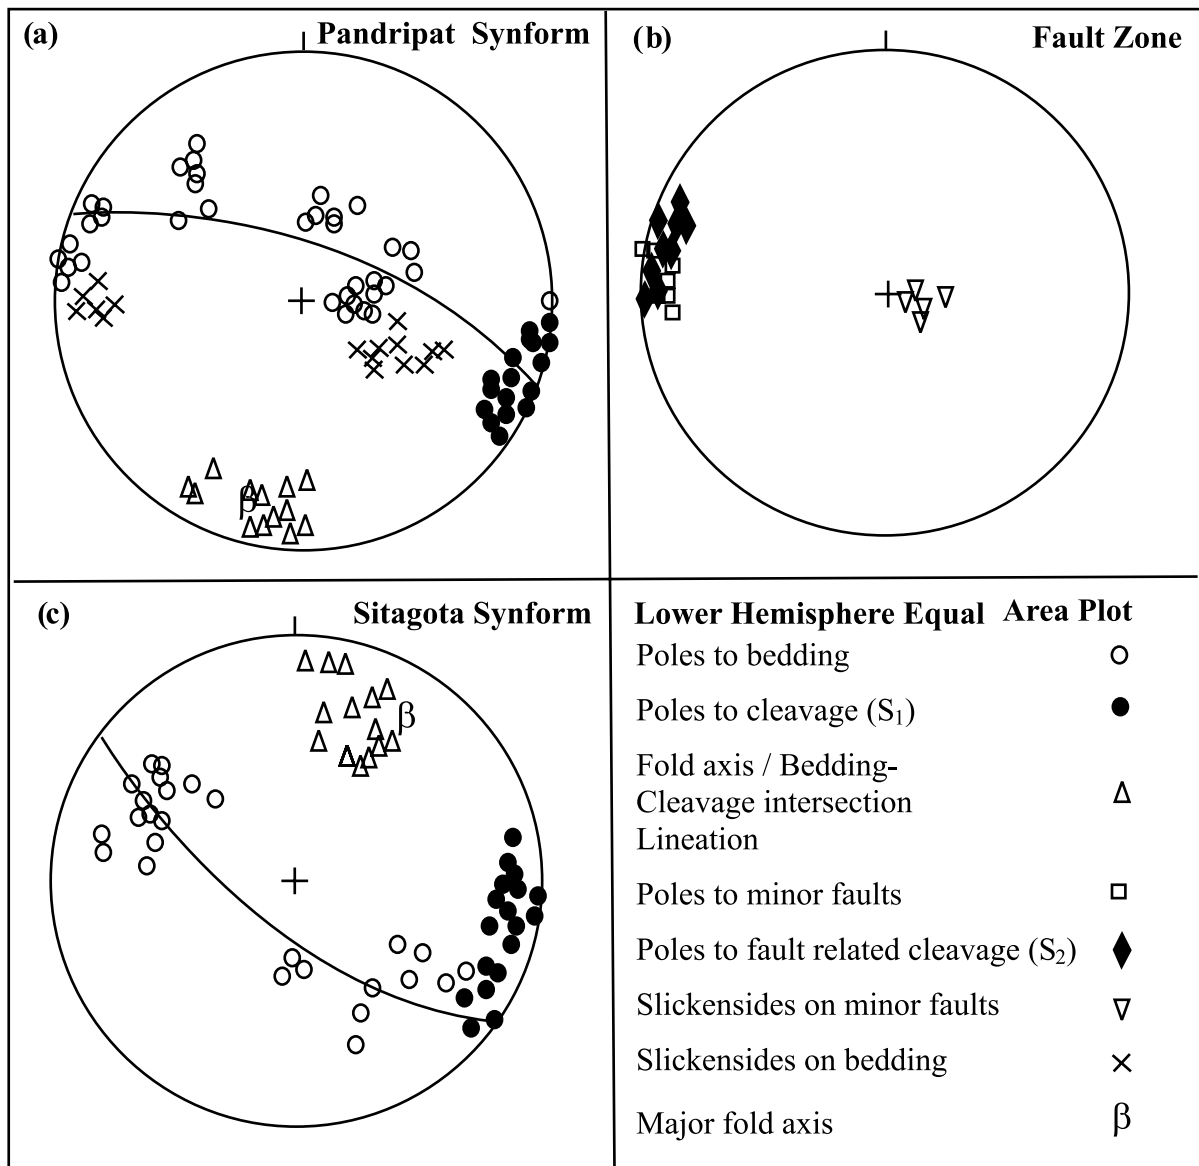 (a) Pandripat Synform
β
(b) Fault Zone
(c) Sitagota Synform
β
Lower Hemisphere Equal Area Plot
Poles to bedding
Poles to cleavage (S₁)
Fold axis / Bedding-
Cleavage intersection
Lineation
Poles to minor faults
Poles to fault related cleavage (S₂)
Slickensides on minor faults
Slickensides on bedding
Major fold axis β